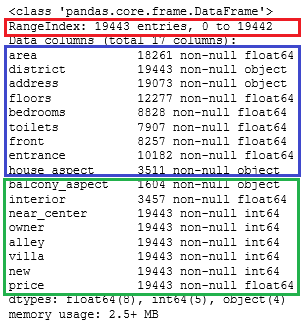 <class 'pandas.core.frame.DataFrame'>
RangeIndex: 19443 entries, 0 to 19442
Data columns (total 17 columns):
area 18261 non-null float64
district 19443 non-null object
address 19073 non-null object
floors 12277 non-null float64
bedrooms 8828 non-null float64
toilets 7907 non-null float64
front 8257 non-null float64
entrance 10182 non-null float64
house_aspect 3511 non-null object
balcony_aspect 1604 non-null object
interior 3457 non-null float64
near_center 19443 non-null int64
owner 19443 non-null int64
alley 19443 non-null int64
villa 19443 non-null int64
new 19443 non-null int64
price 19443 non-null float64
dtypes: float64(8), int64(5), object(4)
memory usage: 2.5+ MB